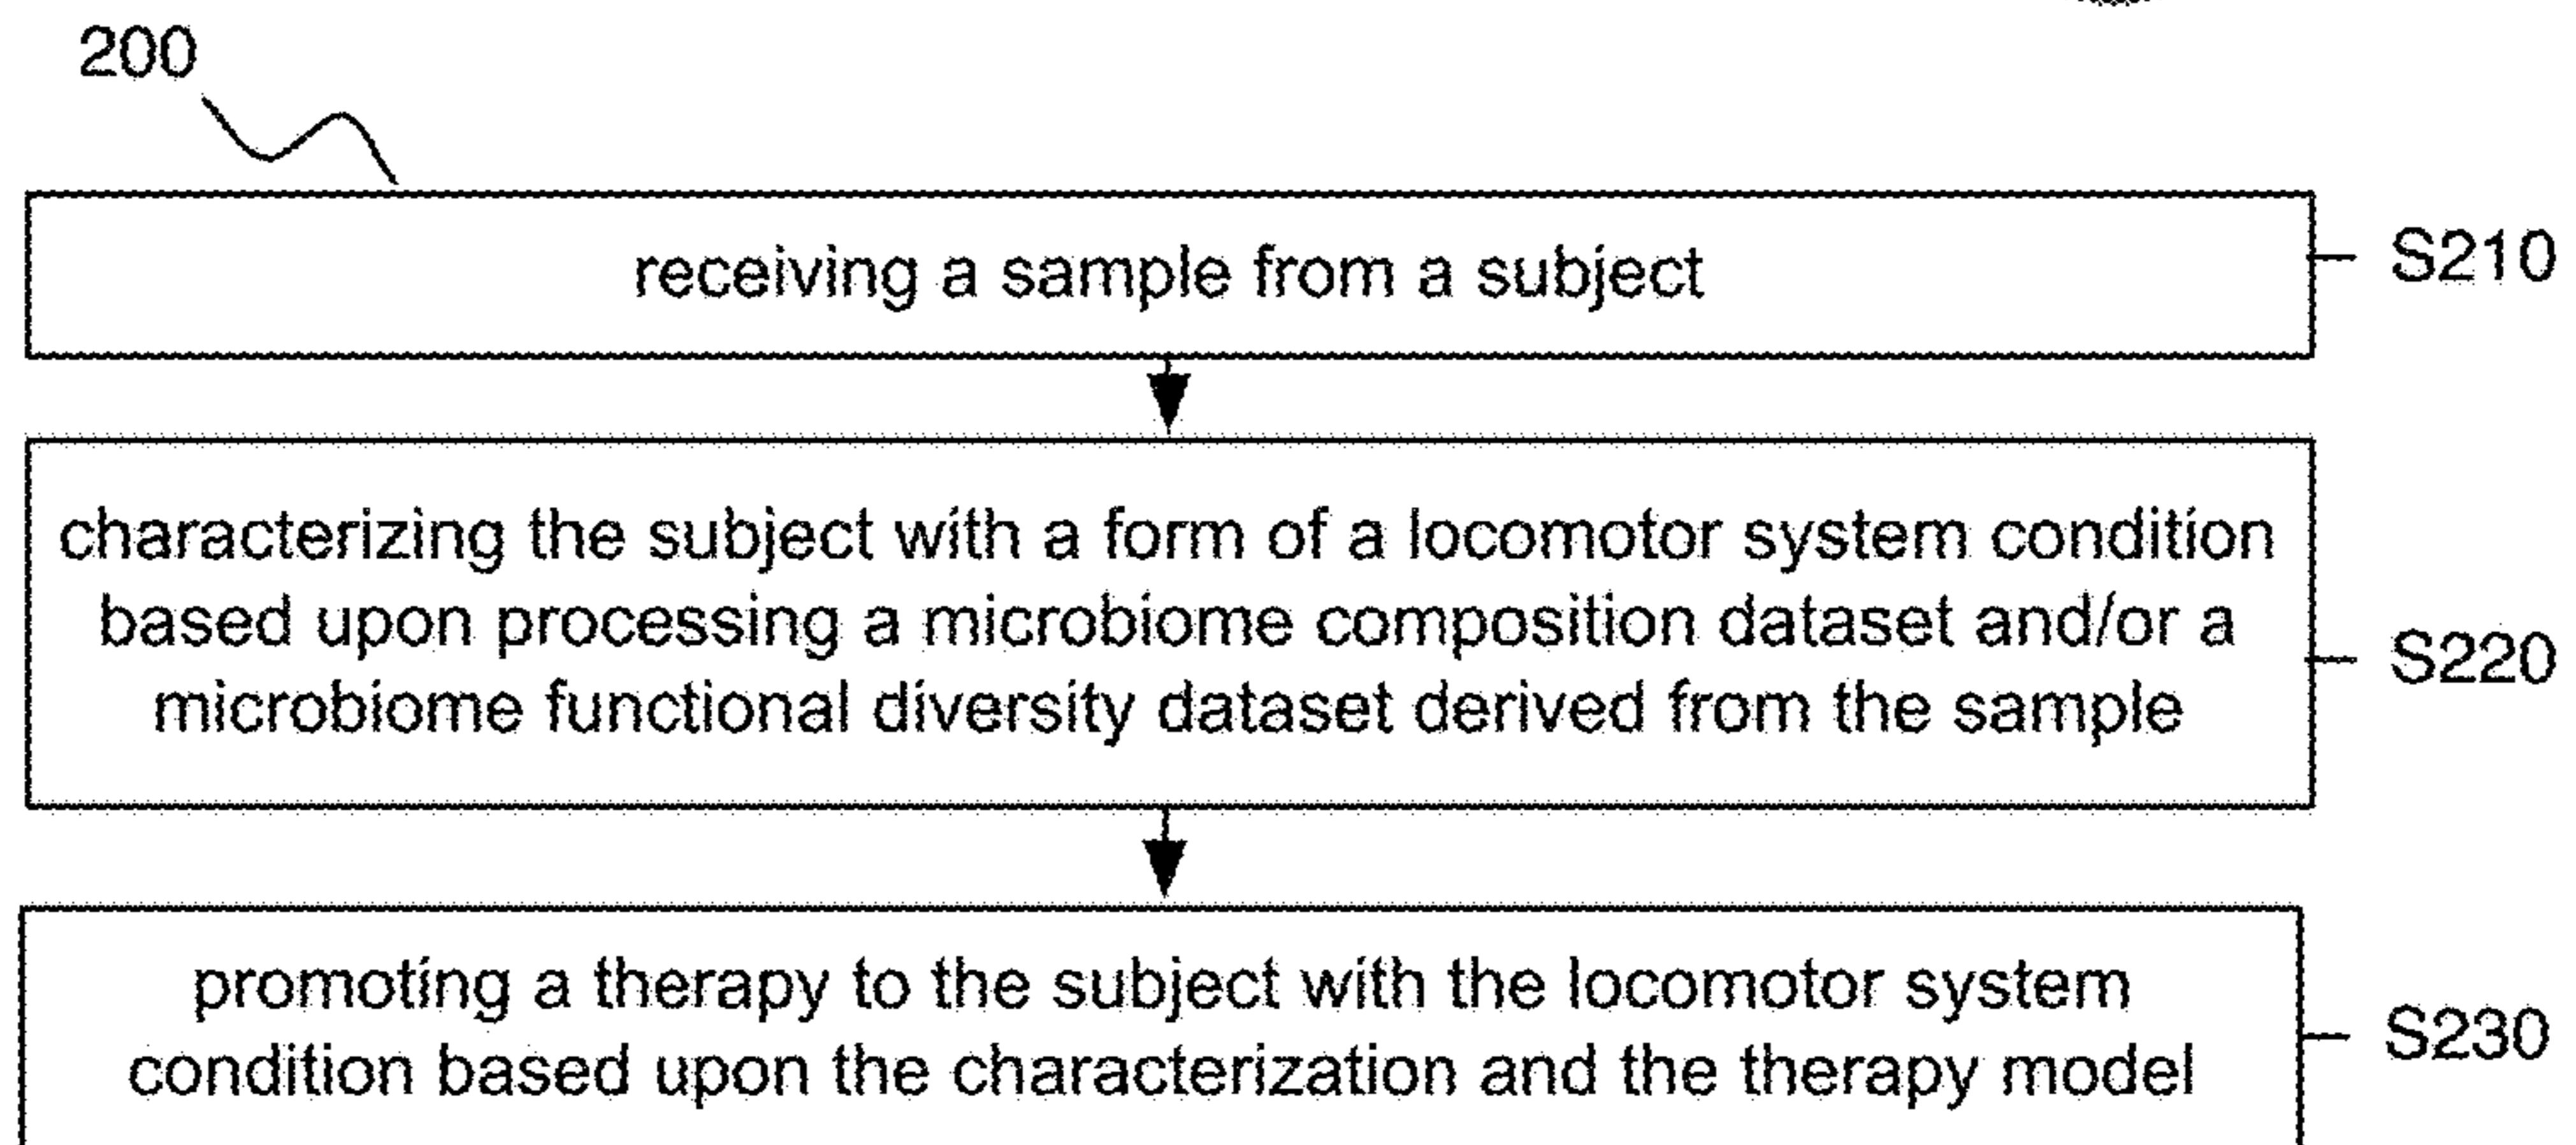 200
receiving a sample from a subject
S210
characterizing the subject with a form of a locomotor system condition
based upon processing a microbiome composition dataset and/or a
microbiome functional diversity dataset derived from the sample
S220
promoting a therapy to the subject with the locomotor system
condition based upon the characterization and the therapy model
S230